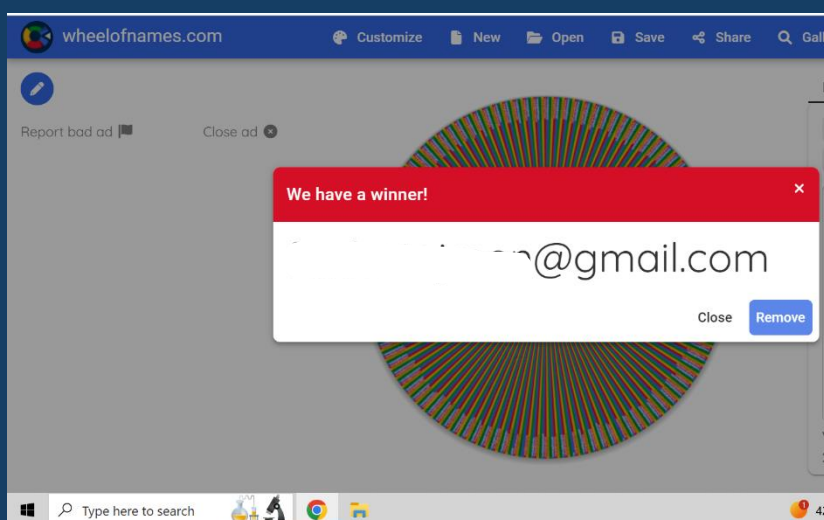 wheelofnames.com
Customize New Open Save Share
Report bad ad Close ad
We have a winner!
×
@gmail.com
Close Remove
Type here to search
1